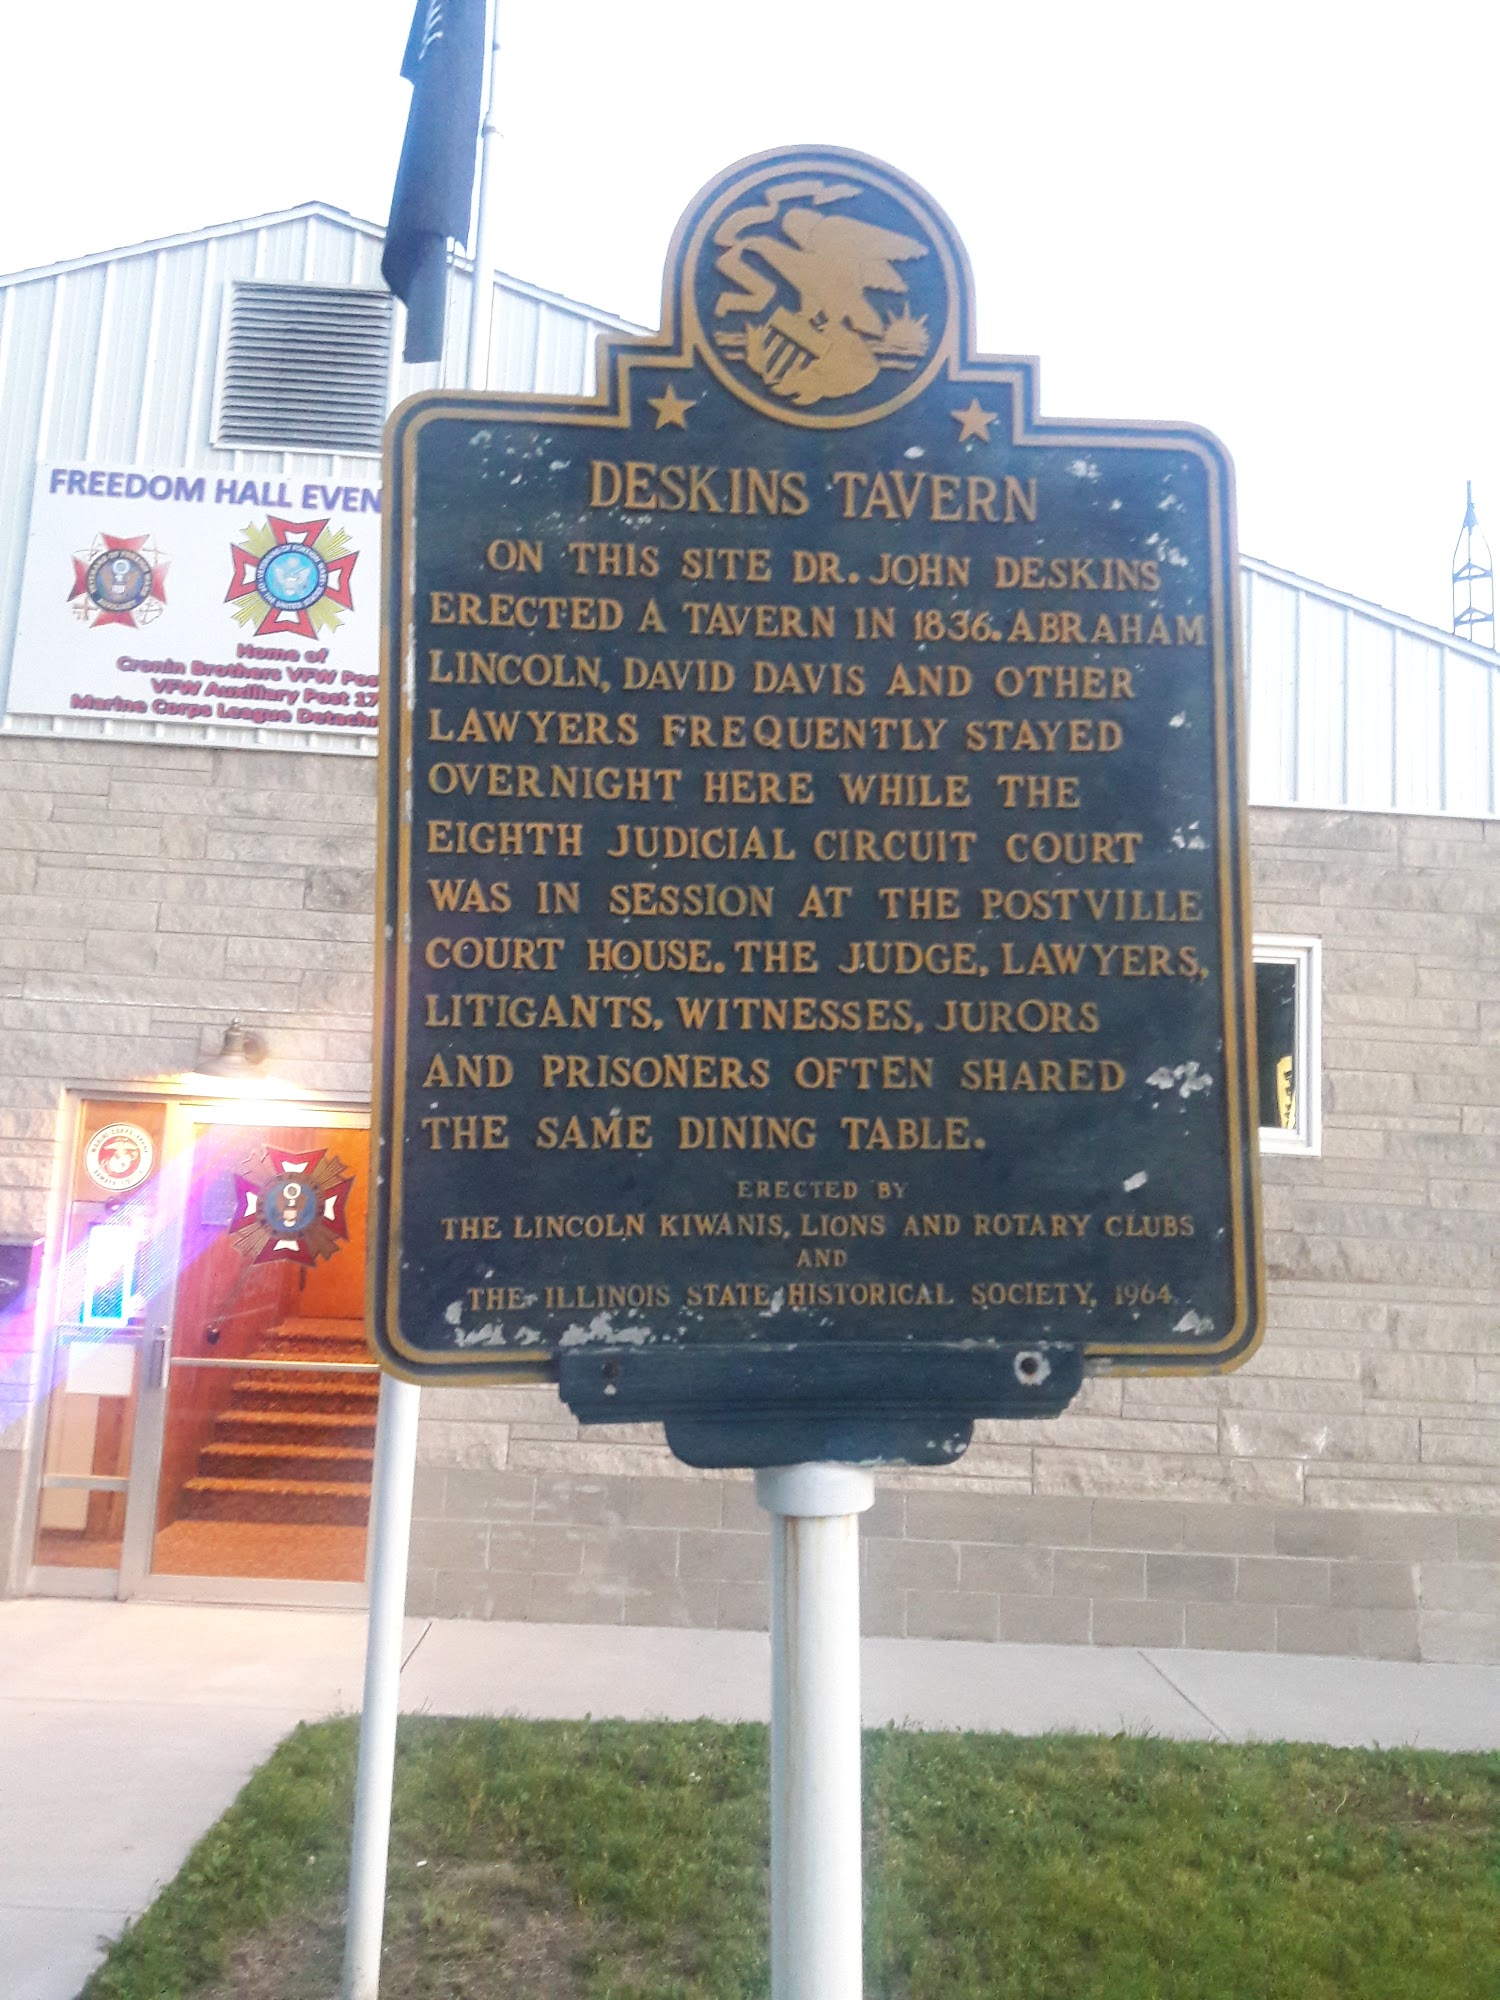 FREEDOM HALL EVEN
Home of
Cronin Brothers VFW Pos
VFW Auxiliary Post 17
Marine Corps League Detachm
DESKINS TAVERN
ON THIS SITE DR. JOHN DESKINS
ERECTED A TAVERN IN 1836. ABRAHAM
LINCOLN, DAVID DAVIS AND OTHER
LAWYERS FREQUENTLY STAYED
OVERNIGHT HERE WHILE THE
EIGHTH JUDICIAL CIRCUIT COURT
WAS IN SESSION AT THE POSTVILLE
COURT HOUSE. THE JUDGE, LAWYERS,
LITIGANTS, WITNESSES, JURORS
AND PRISONERS OFTEN SHARED
THE SAME DINING TABLE.
ERECTED BY
THE LINCOLN KIWANIS, LIONS AND ROTARY CLUBS
AND
THE ILLINOIS STATE HISTORICAL SOCIETY, 1964